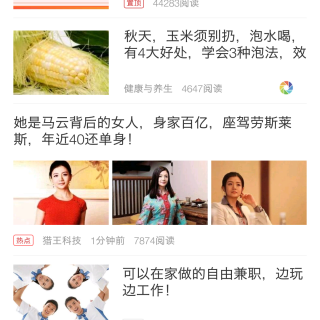 置顶 44283阅读
秋天，玉米须别扔，泡水喝，
有4大好处，学会3种泡法，效
健康与养生 4647阅读
她是马云背后的女人，身家百亿，座驾劳斯莱
斯，年近40还单身！
热点 猎王科技 1分钟前 7874阅读
可以在家做的自由兼职，边玩
边工作！